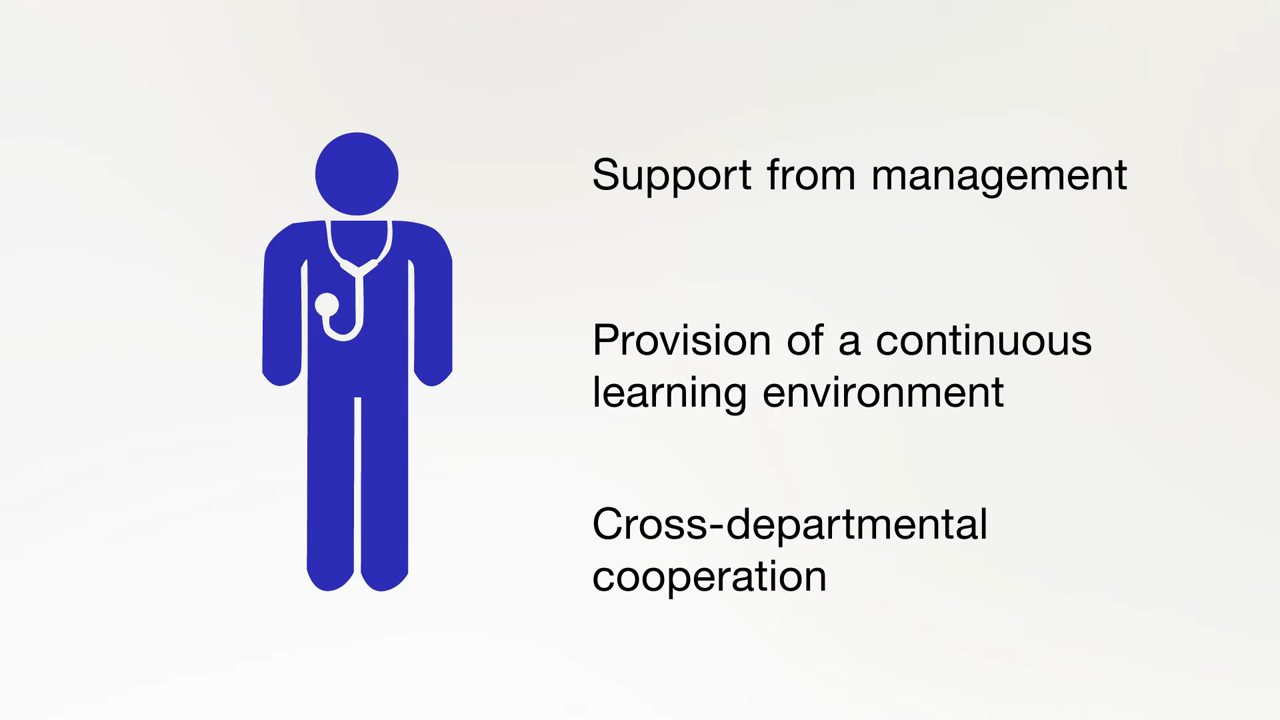 Support from management
Provision of a continuous
learning environment
Cross-departmental
cooperation